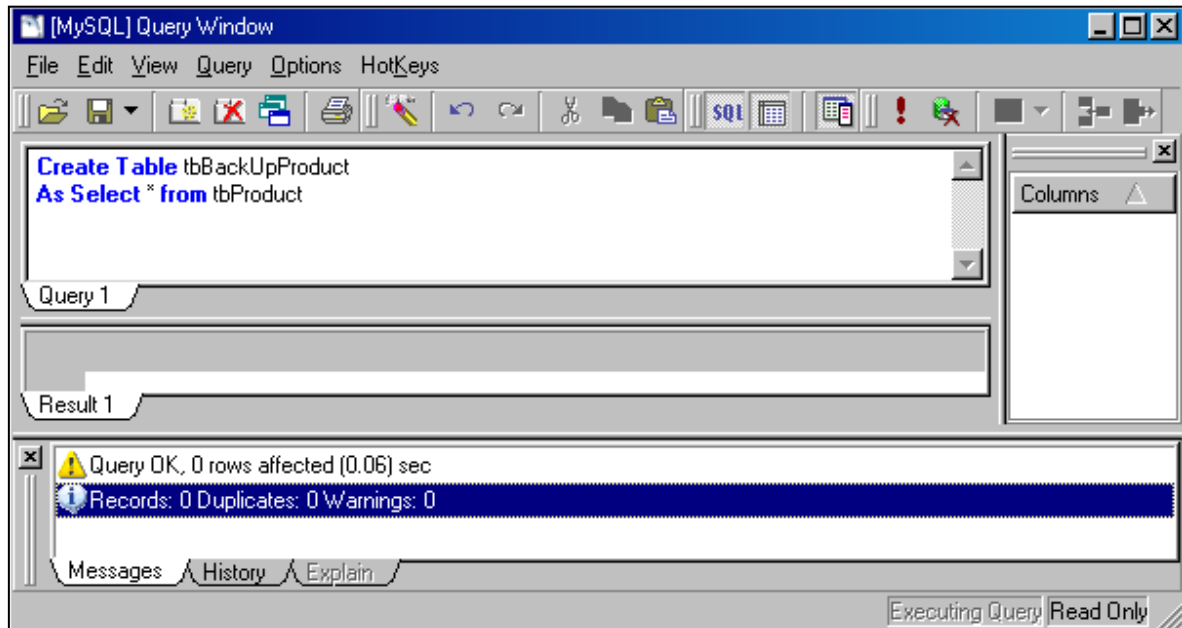 [MySQL] Query Window
File Edit View Query Options HotKeys
SQL
Create Table tbBackUpProduct
As Select * from tbProduct
Columns
Query 1
Result 1
Query OK, 0 rows affected (0.06) sec
Records: 0 Duplicates: 0 Warnings: 0
Messages History Explain
Executing Query Read Only